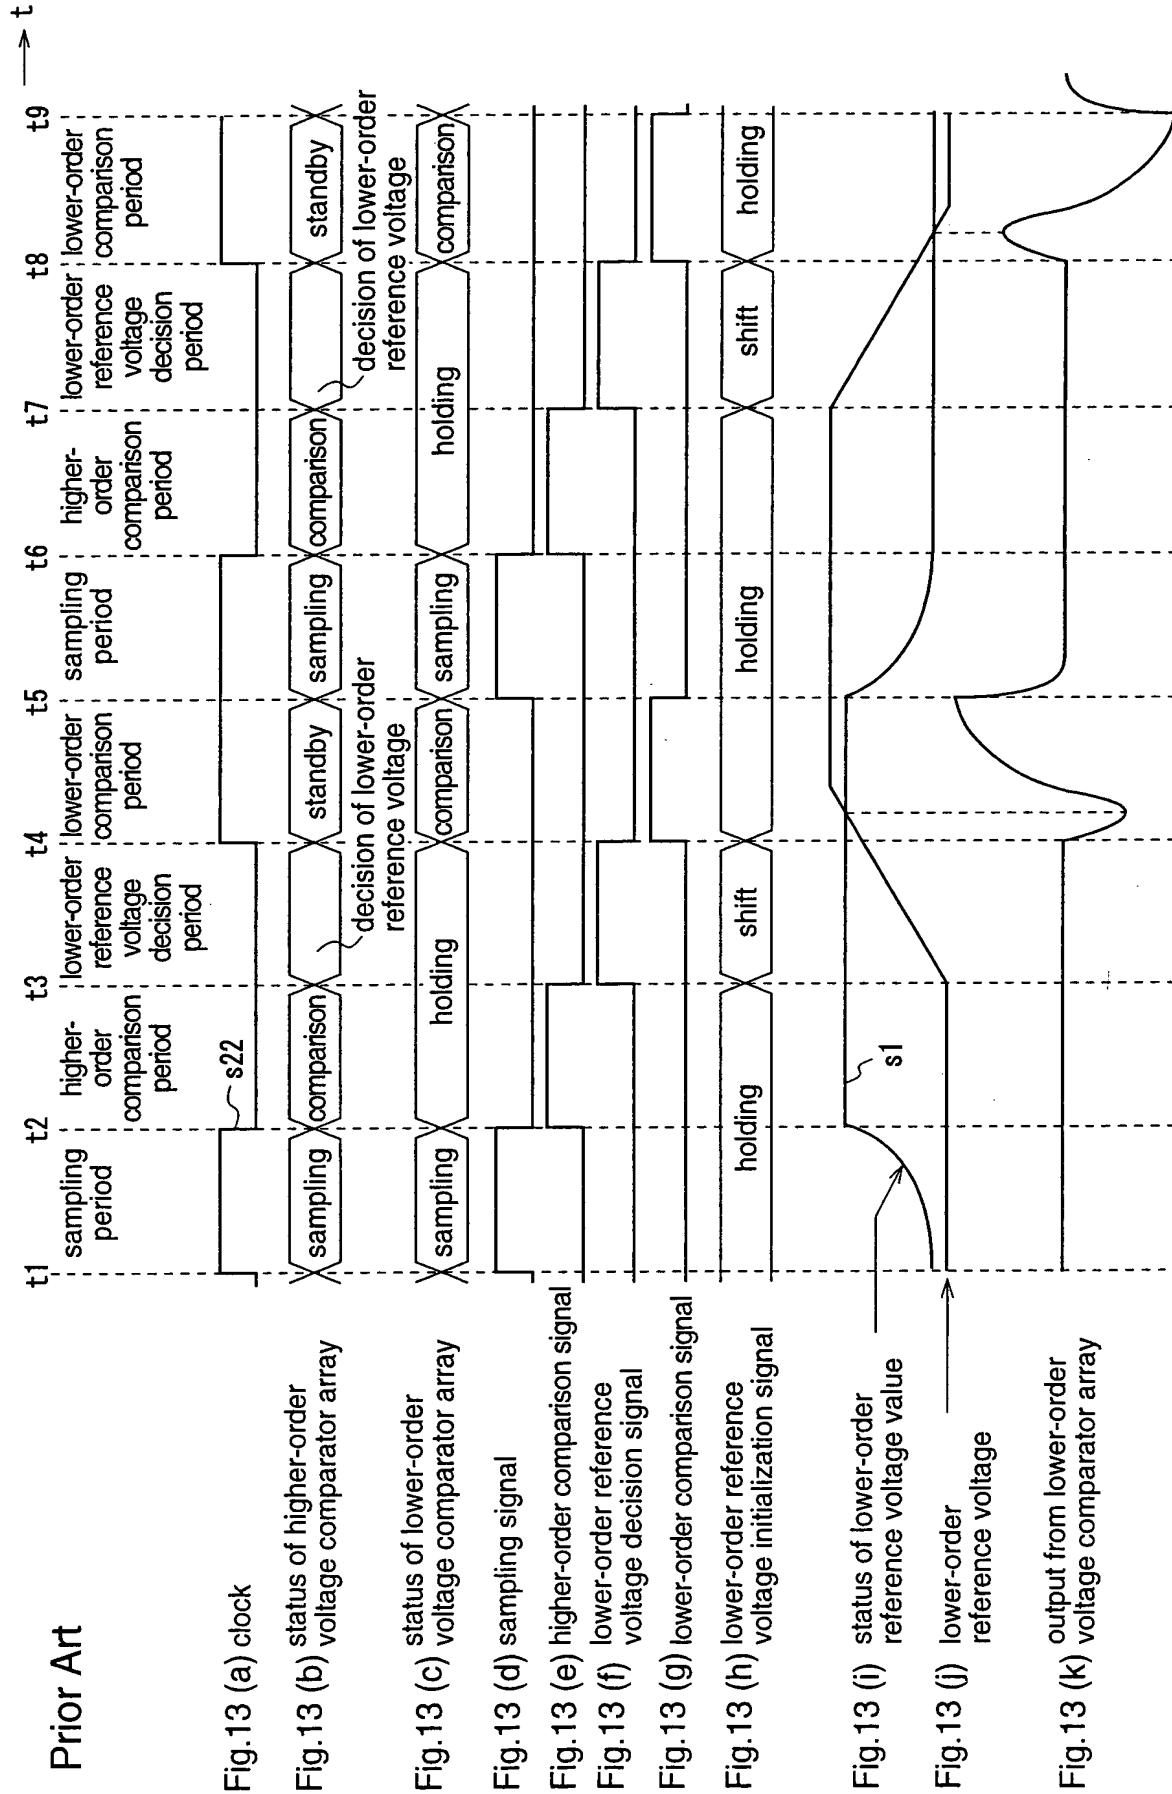 Prior Art
→ t
t1
t2
t3
t4
t5
t6
t7
t8
t9
sampling
period
higher-
order
comparison
period
lower-order
reference
voltage
decision
period
lower-order
comparison
period
sampling
period
higher-
order
comparison
period
lower-order
reference
voltage
decision
period
lower-order
comparison
period
Fig.13 (a) clock
s22
Fig.13 (b) status of higher-order
voltage comparator array
sampling
comparison
standby
sampling
comparison
standby
decision of lower-order
reference voltage
decision of lower-order
reference voltage
Fig.13 (c) status of lower-order
voltage comparator array
sampling
holding
comparison
sampling
holding
comparison
Fig.13 (d) sampling signal
Fig.13 (e) higher-order comparison signal
Fig.13 (f) lower-order reference
voltage decision signal
Fig.13 (g) lower-order comparison signal
Fig.13 (h) lower-order reference
voltage initialization signal
holding
shift
holding
shift
holding
Fig.13 (i) status of lower-order
reference voltage value
s1
Fig.13 (j) lower-order
reference voltage
Fig.13 (k) output from lower-order
voltage comparator array